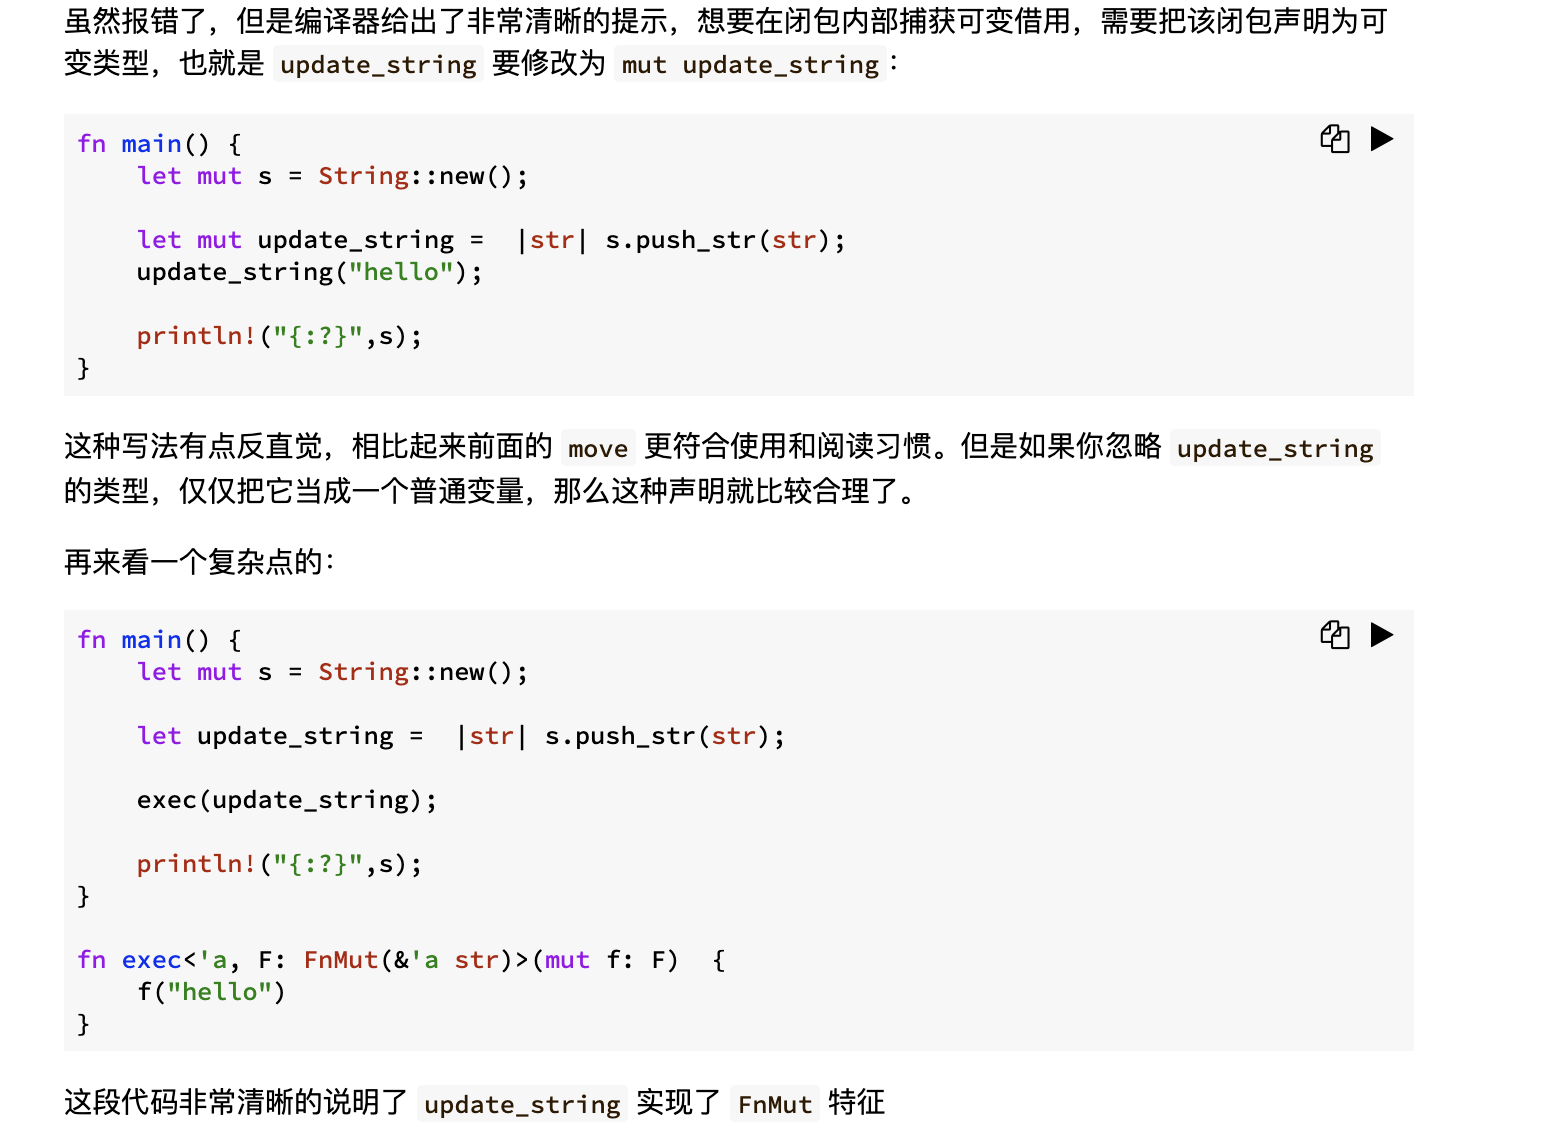 虽然报错了，但是编译器给出了非常清晰的提示，想要在闭包内部捕获可变借用，需要把该闭包声明为可
变类型，也就是 update_string 要修改为 mut update_string：
fn main() {
    let mut s = String::new();

    let mut update_string =  |str| s.push_str(str);
    update_string("hello");

    println!("{:?}",s);
}
这种写法有点反直觉，相比起来前面的 move 更符合使用和阅读习惯。但是如果你忽略 update_string
的类型，仅仅把它当成一个普通变量，那么这种声明就比较合理了。
再来看一个复杂点的：
fn main() {
    let mut s = String::new();

    let update_string =  |str| s.push_str(str);

    exec(update_string);

    println!("{:?}",s);
}

fn exec<'a, F: FnMut(&'a str)>(mut f: F)  {
    f("hello")
}
这段代码非常清晰的说明了 update_string 实现了 FnMut 特征